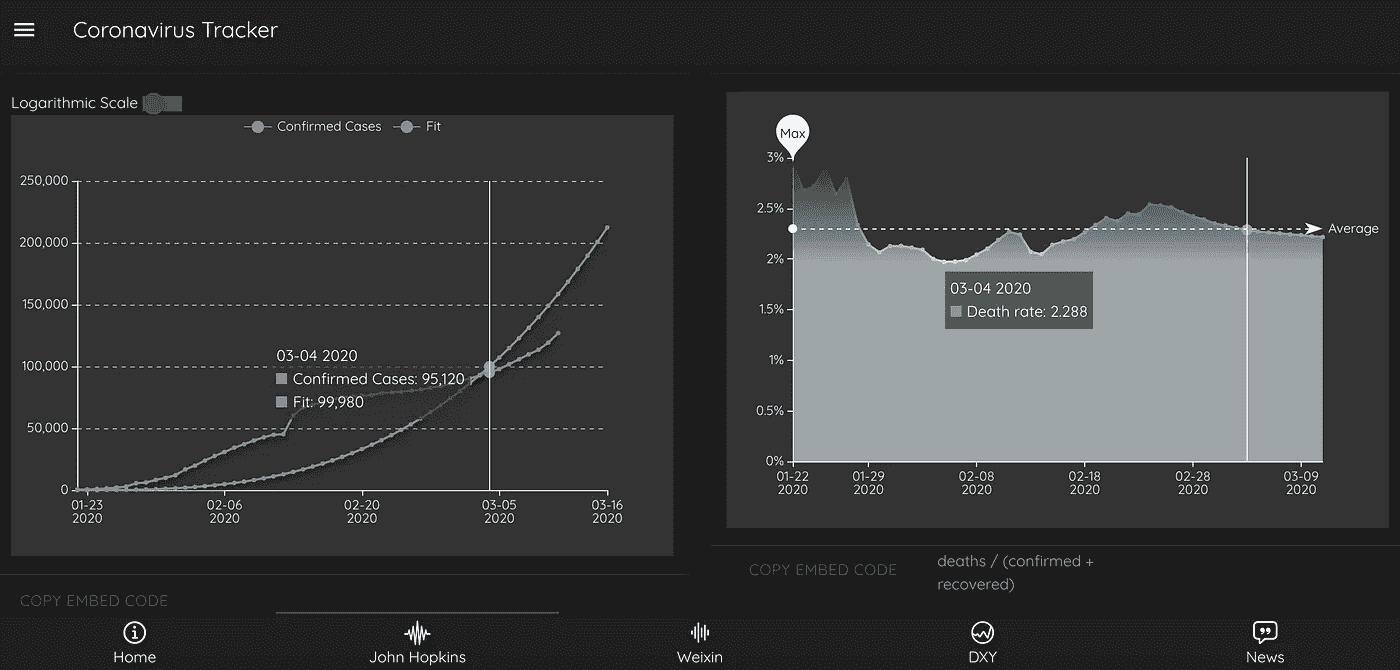 Coronavirus Tracker
Logarithmic Scale
Confirmed Cases
Fit
250,000
200,000
150,000
100,000
50,000
0
03-04 2020
Confirmed Cases: 95,120
Fit: 99,980
01-23
2020
02-06
2020
02-20
2020
03-05
2020
03-16
2020
COPY EMBED CODE
Max
3%
2.5%
2%
1.5%
1%
0.5%
0%
Average
03-04 2020
Death rate: 2.288
01-22
2020
01-29
2020
02-08
2020
02-18
2020
02-28
2020
03-09
2020
COPY EMBED CODE
deaths / (confirmed +
recovered)
Home
John Hopkins
Weixin
DXY
News